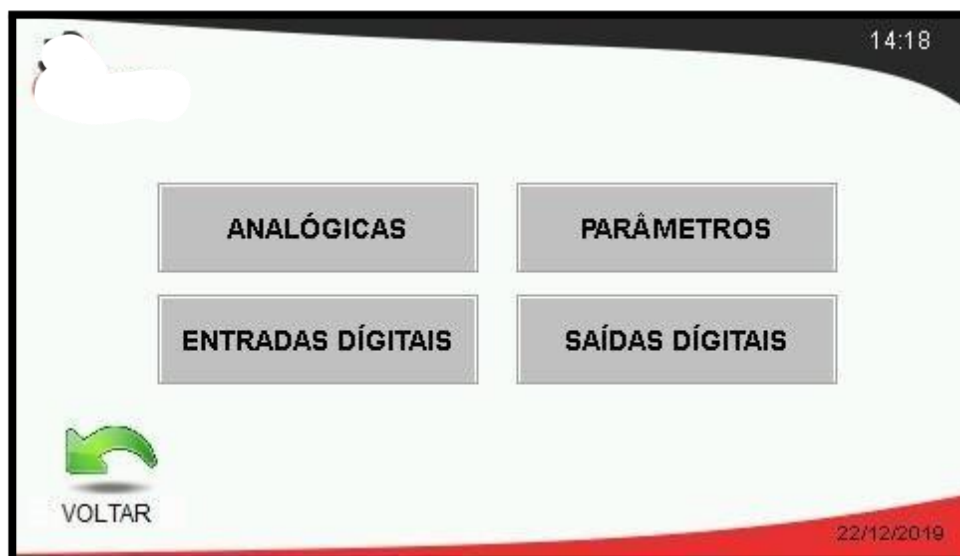 14:18
ANALÓGICAS
PARÂMETROS
ENTRADAS DÍGITAIS
SAÍDAS DÍGITAIS
VOLTAR
22/12/2019